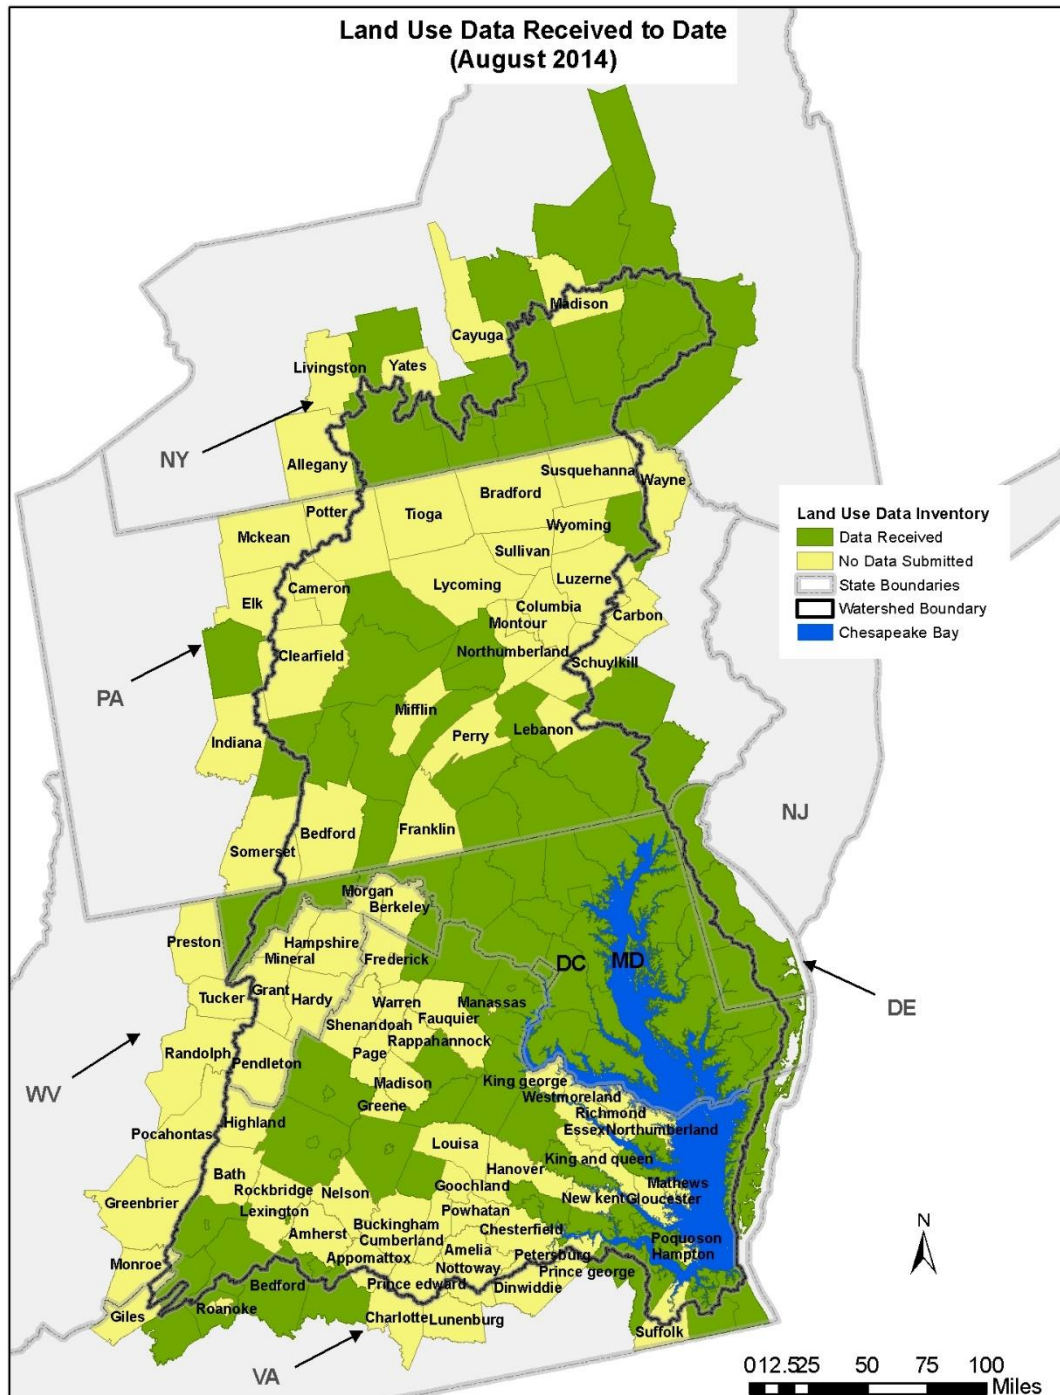 Land Use Data Received to Date
(August 2014)
Madison
Cayuga
Livingston
Yates
NY
Allegany
Susquehanna
Wayne
Bradford
Potter
Tioga
Mckean
Wyoming
Sullivan
Luzerne
Lycoming
Cameron
Elk
Columbia
Carbon
Montour
Clearfield
Northumberland
Schuylkill
PA
Mifflin
Lebanon
Perry
Indiana
Franklin
Bedford
Somerset
NJ
Land Use Data Inventory
Data Received
No Data Submitted
State Boundaries
Watershed Boundary
Chesapeake Bay
Morgan
Berkeley
Preston
Hampshire
Mineral
Frederick
DC
MD
Grant
Tucker
Hardy
Warren
Manassas
DE
Fauquier
Shenandoah
Rappahannock
Randolph
Page
Pendleton
WV
Madison
King george
Westmoreland
Greene
Richmond
Highland
Essex
Northumberland
Pocahontas
Louisa
King and queen
Hanover
Bath
Goochland
Mathews
Rockbridge
Nelson
New kent
Gloucester
Greenbrier
Lexington
Powhatan
Buckingham
Chesterfield
Amherst
Cumberland
Poquoson
Amelia
Petersburg
Hampton
Appomattox
Nottoway
Monroe
Prince george
Bedford
Prince edward
Dinwiddie
Roanoke
Giles
Charlotte
Lunenburg
Suffolk
VA
N
0 12.5 25 50 75 100
Miles